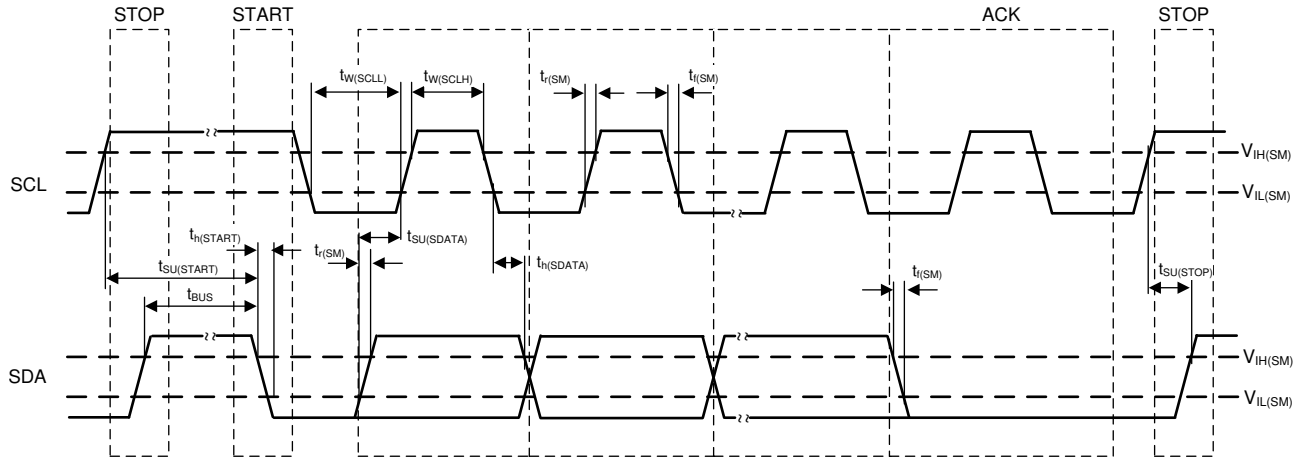 STOP START ACK STOP
tW(SCLL) tW(SCLH) tr(SM) tf(SM)
VIH(SM)
SCL
VIL(SM)
th(START) tr(SM) tSU(SDATA)
th(SDATA)
tSU(START) tf(SM) tSU(STOP)
tBUS
VIH(SM)
SDA
VIL(SM)